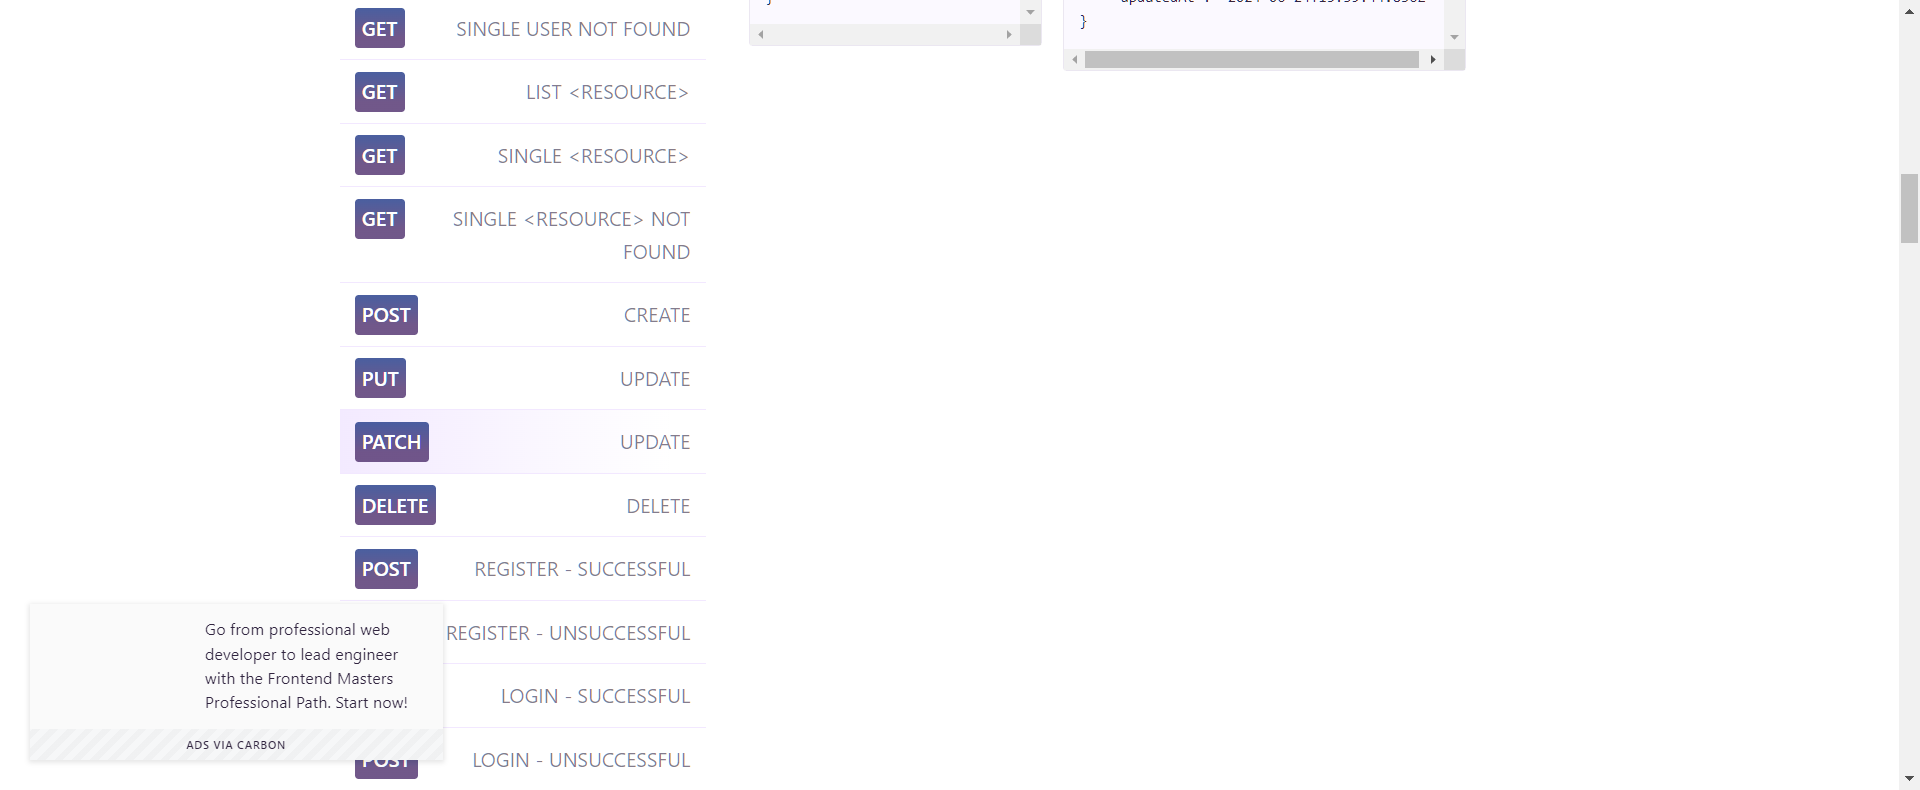 GET SINGLE USER NOT FOUND
GET LIST <RESOURCE>
GET SINGLE <RESOURCE>
GET SINGLE <RESOURCE> NOT
FOUND
POST CREATE
PUT UPDATE
PATCH UPDATE
DELETE DELETE
POST REGISTER - SUCCESSFUL
REGISTER - UNSUCCESSFUL
LOGIN - SUCCESSFUL
POST LOGIN - UNSUCCESSFUL
Go from professional web
developer to lead engineer
with the Frontend Masters
Professional Path. Start now!
ADS VIA CARBON
}
}